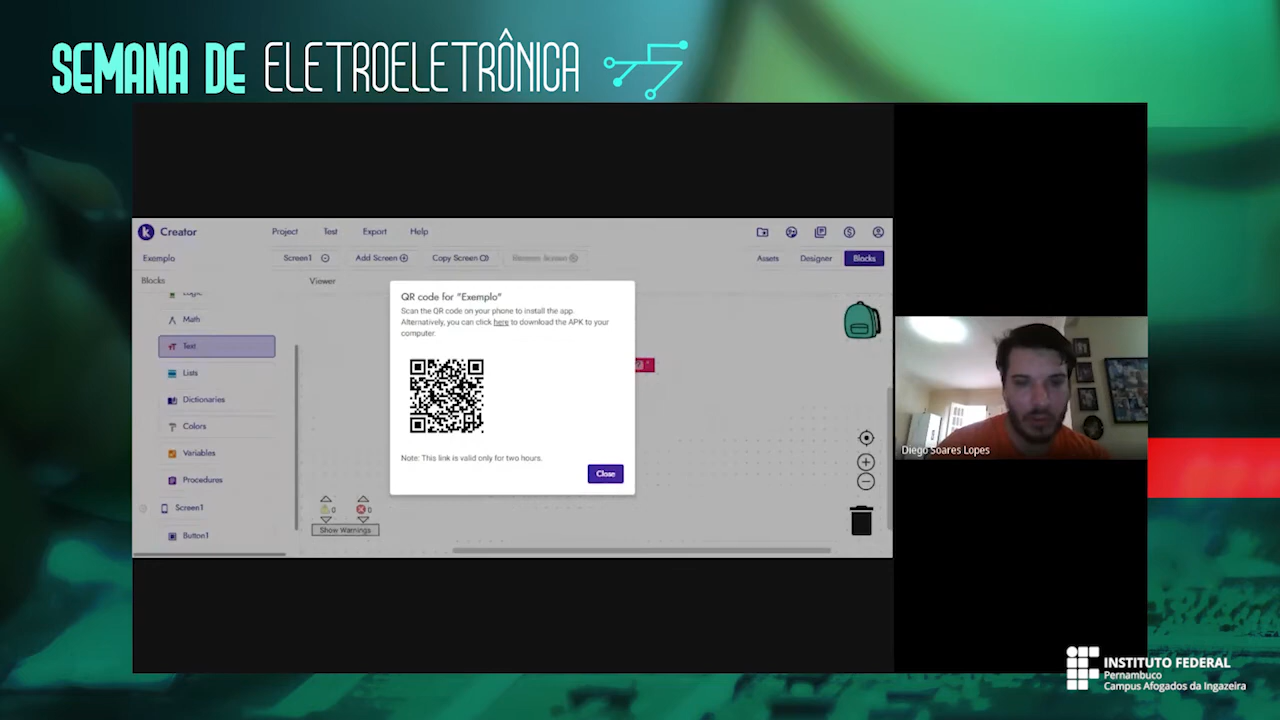 SEMANA DE ELETROELETRÔNICA
Creator
Project
Test
Export
Help
Exemplo
Screen1
Add Screen
Copy Screen
Remove Screen
Assets
Designer
Blocks
Blocks
Viewer
Logic
Math
Text
Lists
Dictionaries
Colors
Variables
Procedures
Screen1
Button1
QR code for "Exemplo"
Scan the QR code on your phone to install the app.
Alternatively, you can click here to download the APK to your
computer.
Note: This link is valid only for two hours.
Close
0
0
Show Warnings
Diego Soares Lopes
INSTITUTO FEDERAL
Pernambuco
Campus Afogados da Ingazeira